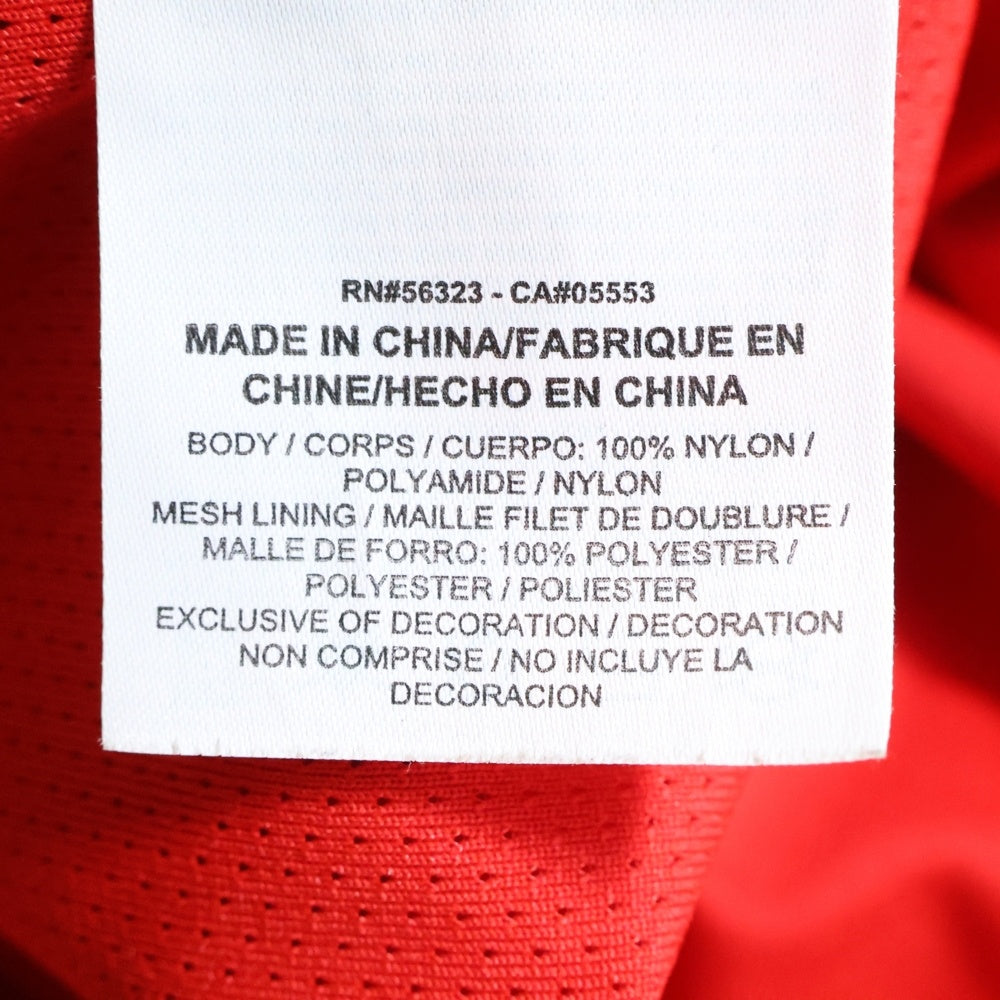 RN#56323 - CA#05553
MADE IN CHINA/FABRIQUE EN
CHINE/HECHO EN CHINA
BODY / CORPS / CUERPO: 100% NYLON /
POLYAMIDE / NYLON
MESH LINING / MAILLE FILET DE DOUBLURE /
MALLE DE FORRO: 100% POLYESTER /
POLYESTER / POLIESTER
EXCLUSIVE OF DECORATION / DECORATION
NON COMPRISE / NO INCLUYE LA
DECORACION